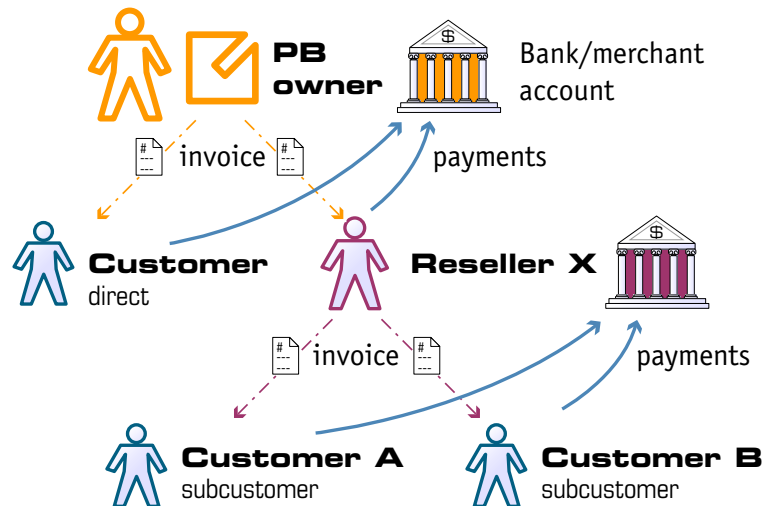 PB
owner
$
Bank/merchant
account
#
---
---
invoice
#
---
---
payments
Customer
direct
Reseller X
$
#
---
---
invoice
#
---
---
payments
Customer A
subcustomer
Customer B
subcustomer